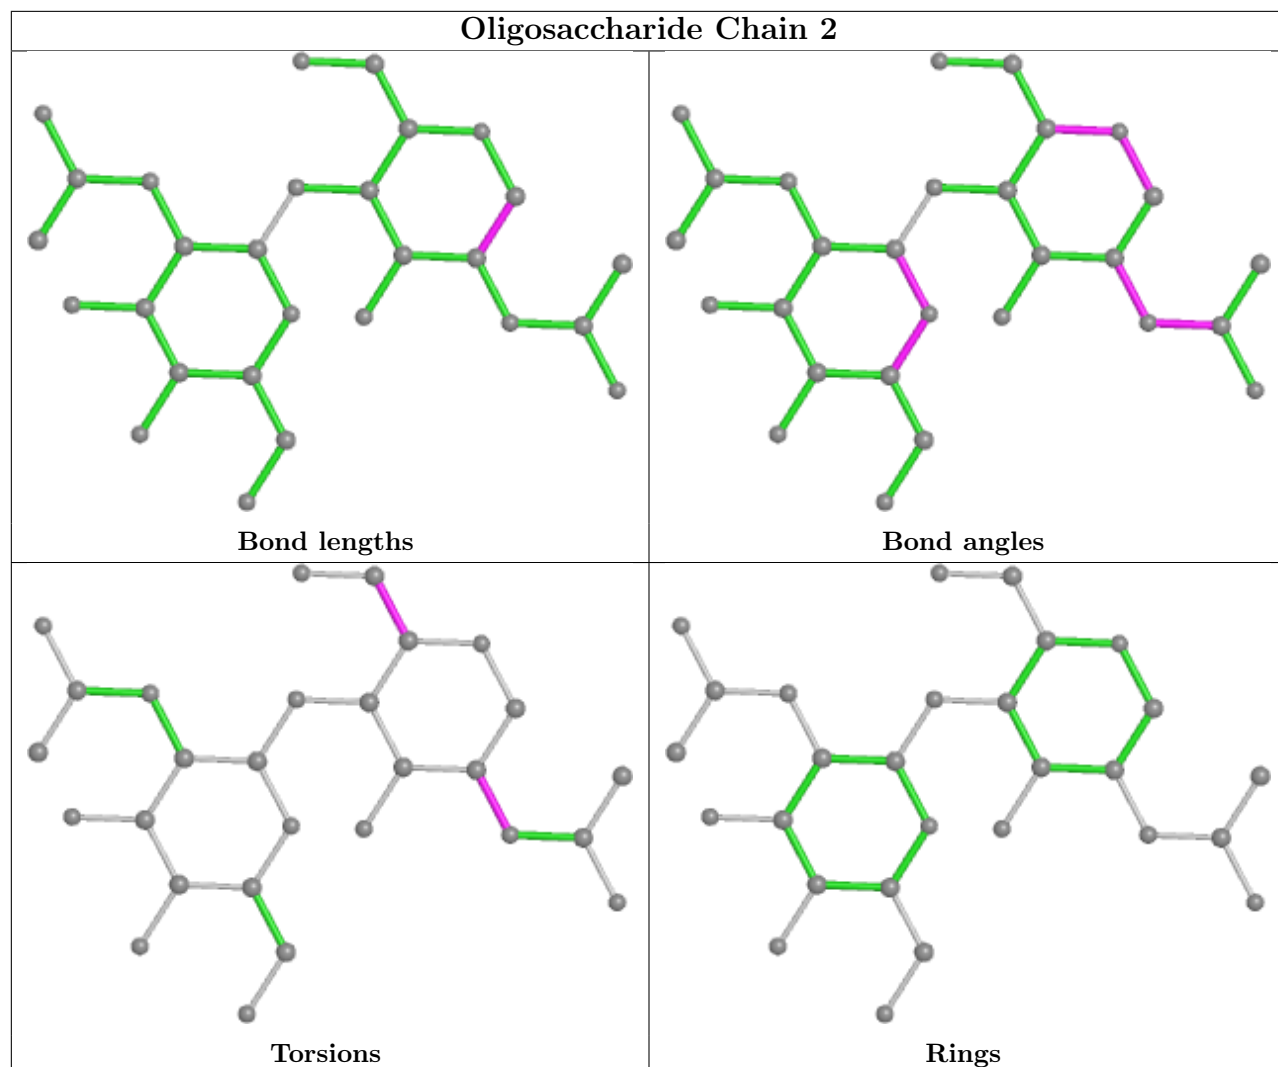 Oligosaccharide Chain 2
Bond lengths
Bond angles
Torsions
Rings